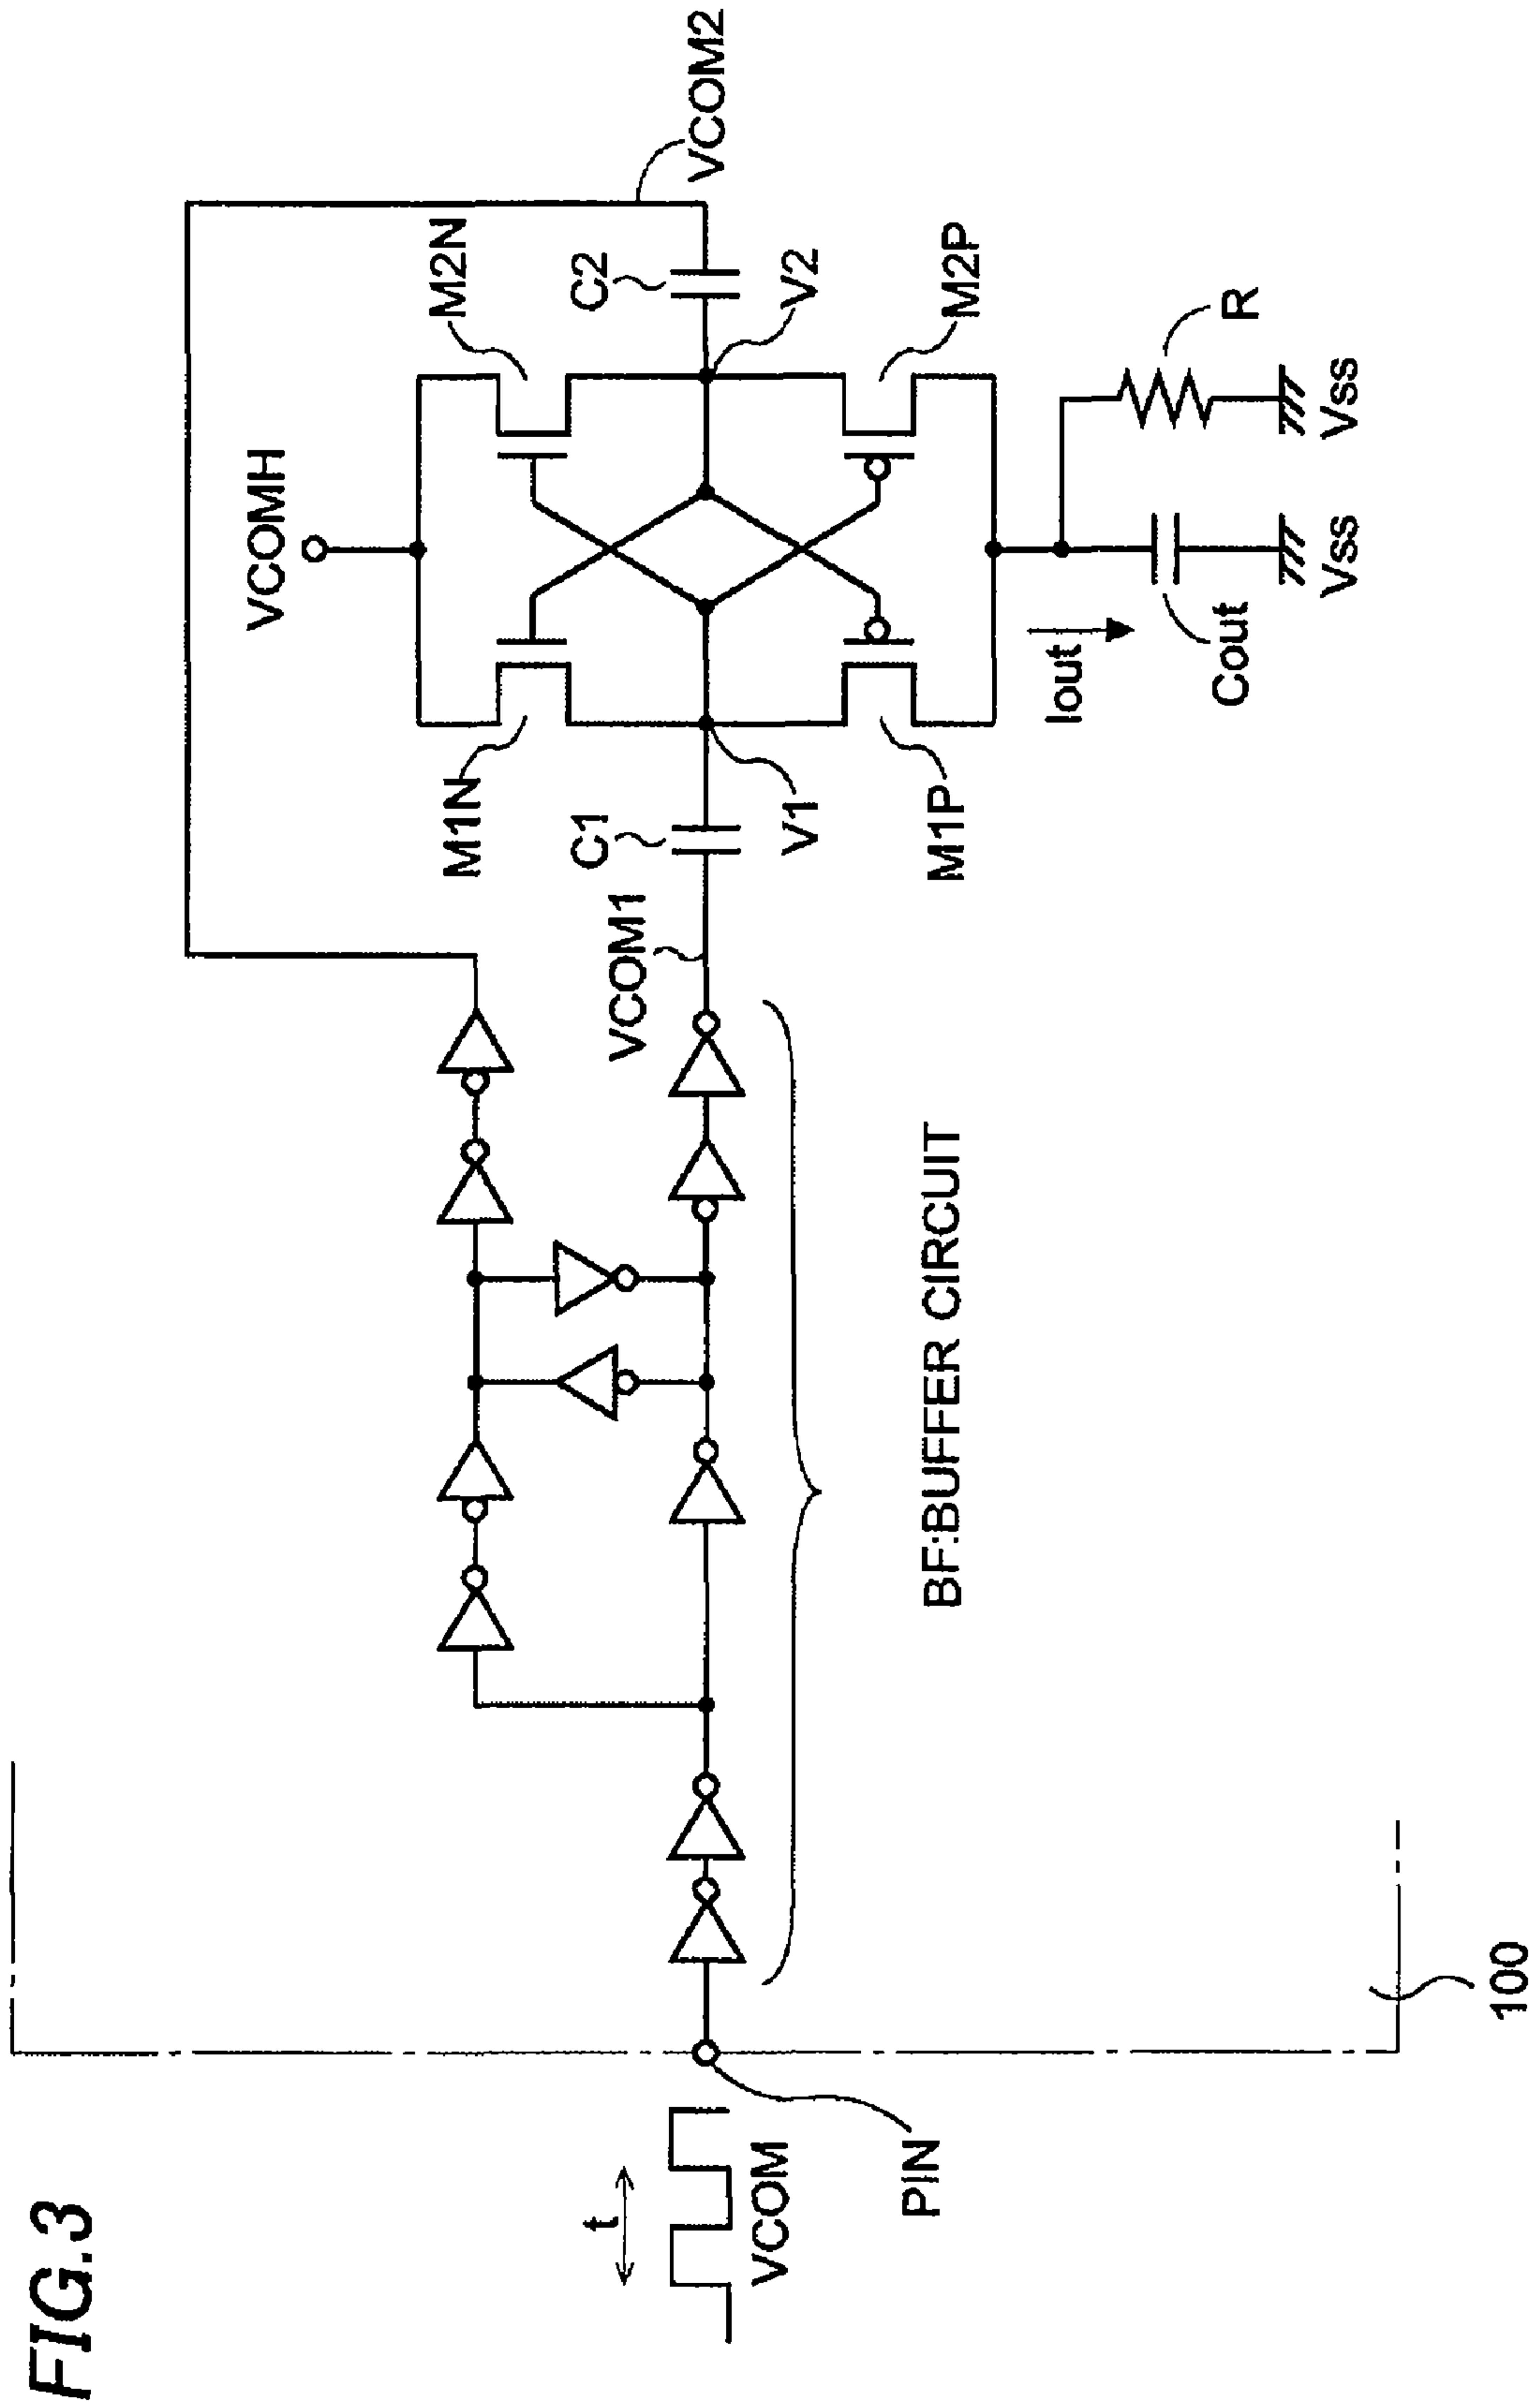 FIG.3
t
VCOM
PIN
100
BF:BUFFER CIRCUIT
VCOM1
C1
V1
M1N
M1P
VCOMH
Iout
Cout
Vss
M2N
C2
V2
M2P
R
Vss
VCOM2